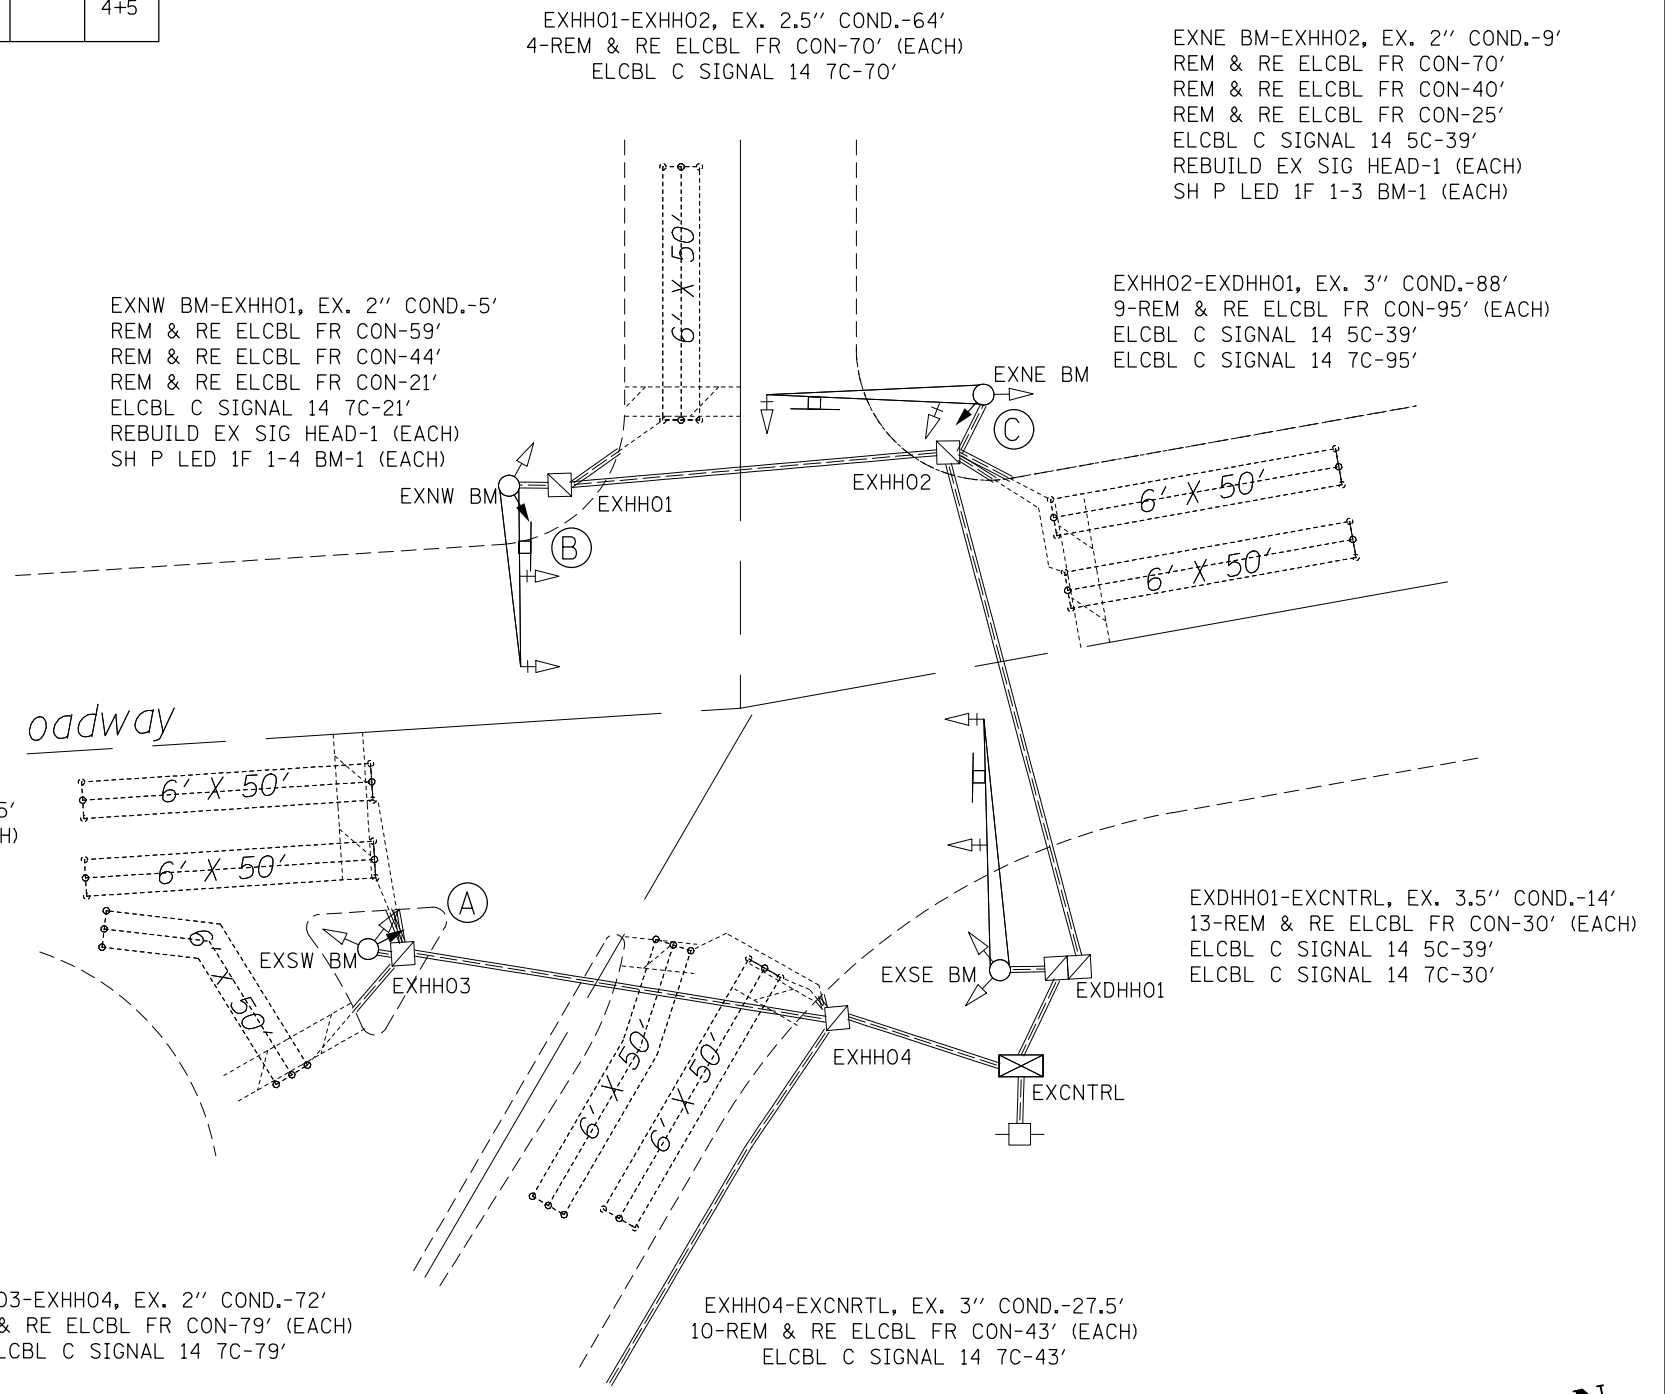 4+5
EXHH01-EXHH02, EX. 2.5'' COND.-64'
4-REM & RE ELCBL FR CON-70' (EACH)
ELCBL C SIGNAL 14 7C-70'
EXNE BM-EXHH02, EX. 2'' COND.-9'
REM & RE ELCBL FR CON-70'
REM & RE ELCBL FR CON-40'
REM & RE ELCBL FR CON-25'
ELCBL C SIGNAL 14 5C-39'
REBUILD EX SIG HEAD-1 (EACH)
SH P LED 1F 1-3 BM-1 (EACH)
EXHH02-EXDHH01, EX. 3'' COND.-88'
9-REM & RE ELCBL FR CON-95' (EACH)
ELCBL C SIGNAL 14 5C-39'
ELCBL C SIGNAL 14 7C-95'
EXNW BM-EXHH01, EX. 2'' COND.-5'
REM & RE ELCBL FR CON-59'
REM & RE ELCBL FR CON-44'
REM & RE ELCBL FR CON-21'
ELCBL C SIGNAL 14 7C-21'
REBUILD EX SIG HEAD-1 (EACH)
SH P LED 1F 1-4 BM-1 (EACH)
6' X 50'
EXNE BM
C
EXHH02
EXNW BM
EXHH01
B
6' X 50'
6' X 50'
oadway
5'
H)
6' X 50'
6' X 50'
6' X 50'
A
EXSW BM
EXHH03
6' X 50'
6' X 50'
EXHH04
EXSE BM
EXDHH01
EXCNTRL
EXDHH01-EXCNTRL, EX. 3.5'' COND.-14'
13-REM & RE ELCBL FR CON-30' (EACH)
ELCBL C SIGNAL 14 5C-39'
ELCBL C SIGNAL 14 7C-30'
03-EXHH04, EX. 2'' COND.-72'
& RE ELCBL FR CON-79' (EACH)
LCBL C SIGNAL 14 7C-79'
EXHH04-EXCNRTL, EX. 3'' COND.-27.5'
10-REM & RE ELCBL FR CON-43' (EACH)
ELCBL C SIGNAL 14 7C-43'
N